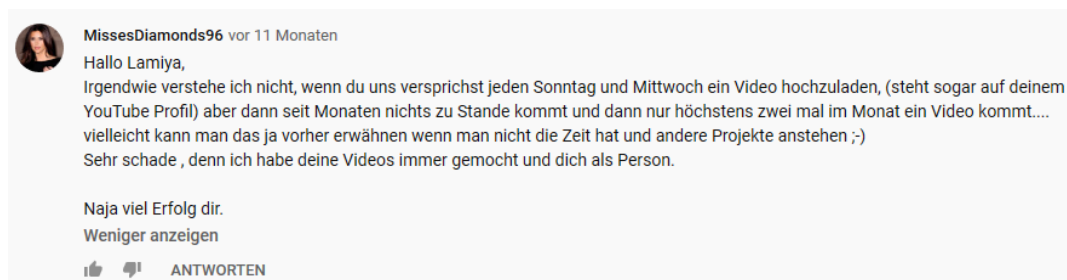 MissesDiamonds96 vor 11 Monaten
Hallo Lamiya,
Irgendwie verstehe ich nicht, wenn du uns versprichst jeden Sonntag und Mittwoch ein Video hochzuladen, (steht sogar auf deinem
YouTube Profil) aber dann seit Monaten nichts zu Stande kommt und dann nur höchstens zwei mal im Monat ein Video kommt....
vielleicht kann man das ja vorher erwähnen wenn man nicht die Zeit hat und andere Projekte anstehen ;-)
Sehr schade , denn ich habe deine Videos immer gemocht und dich als Person.
Naja viel Erfolg dir.
Weniger anzeigen
ANTWORTEN